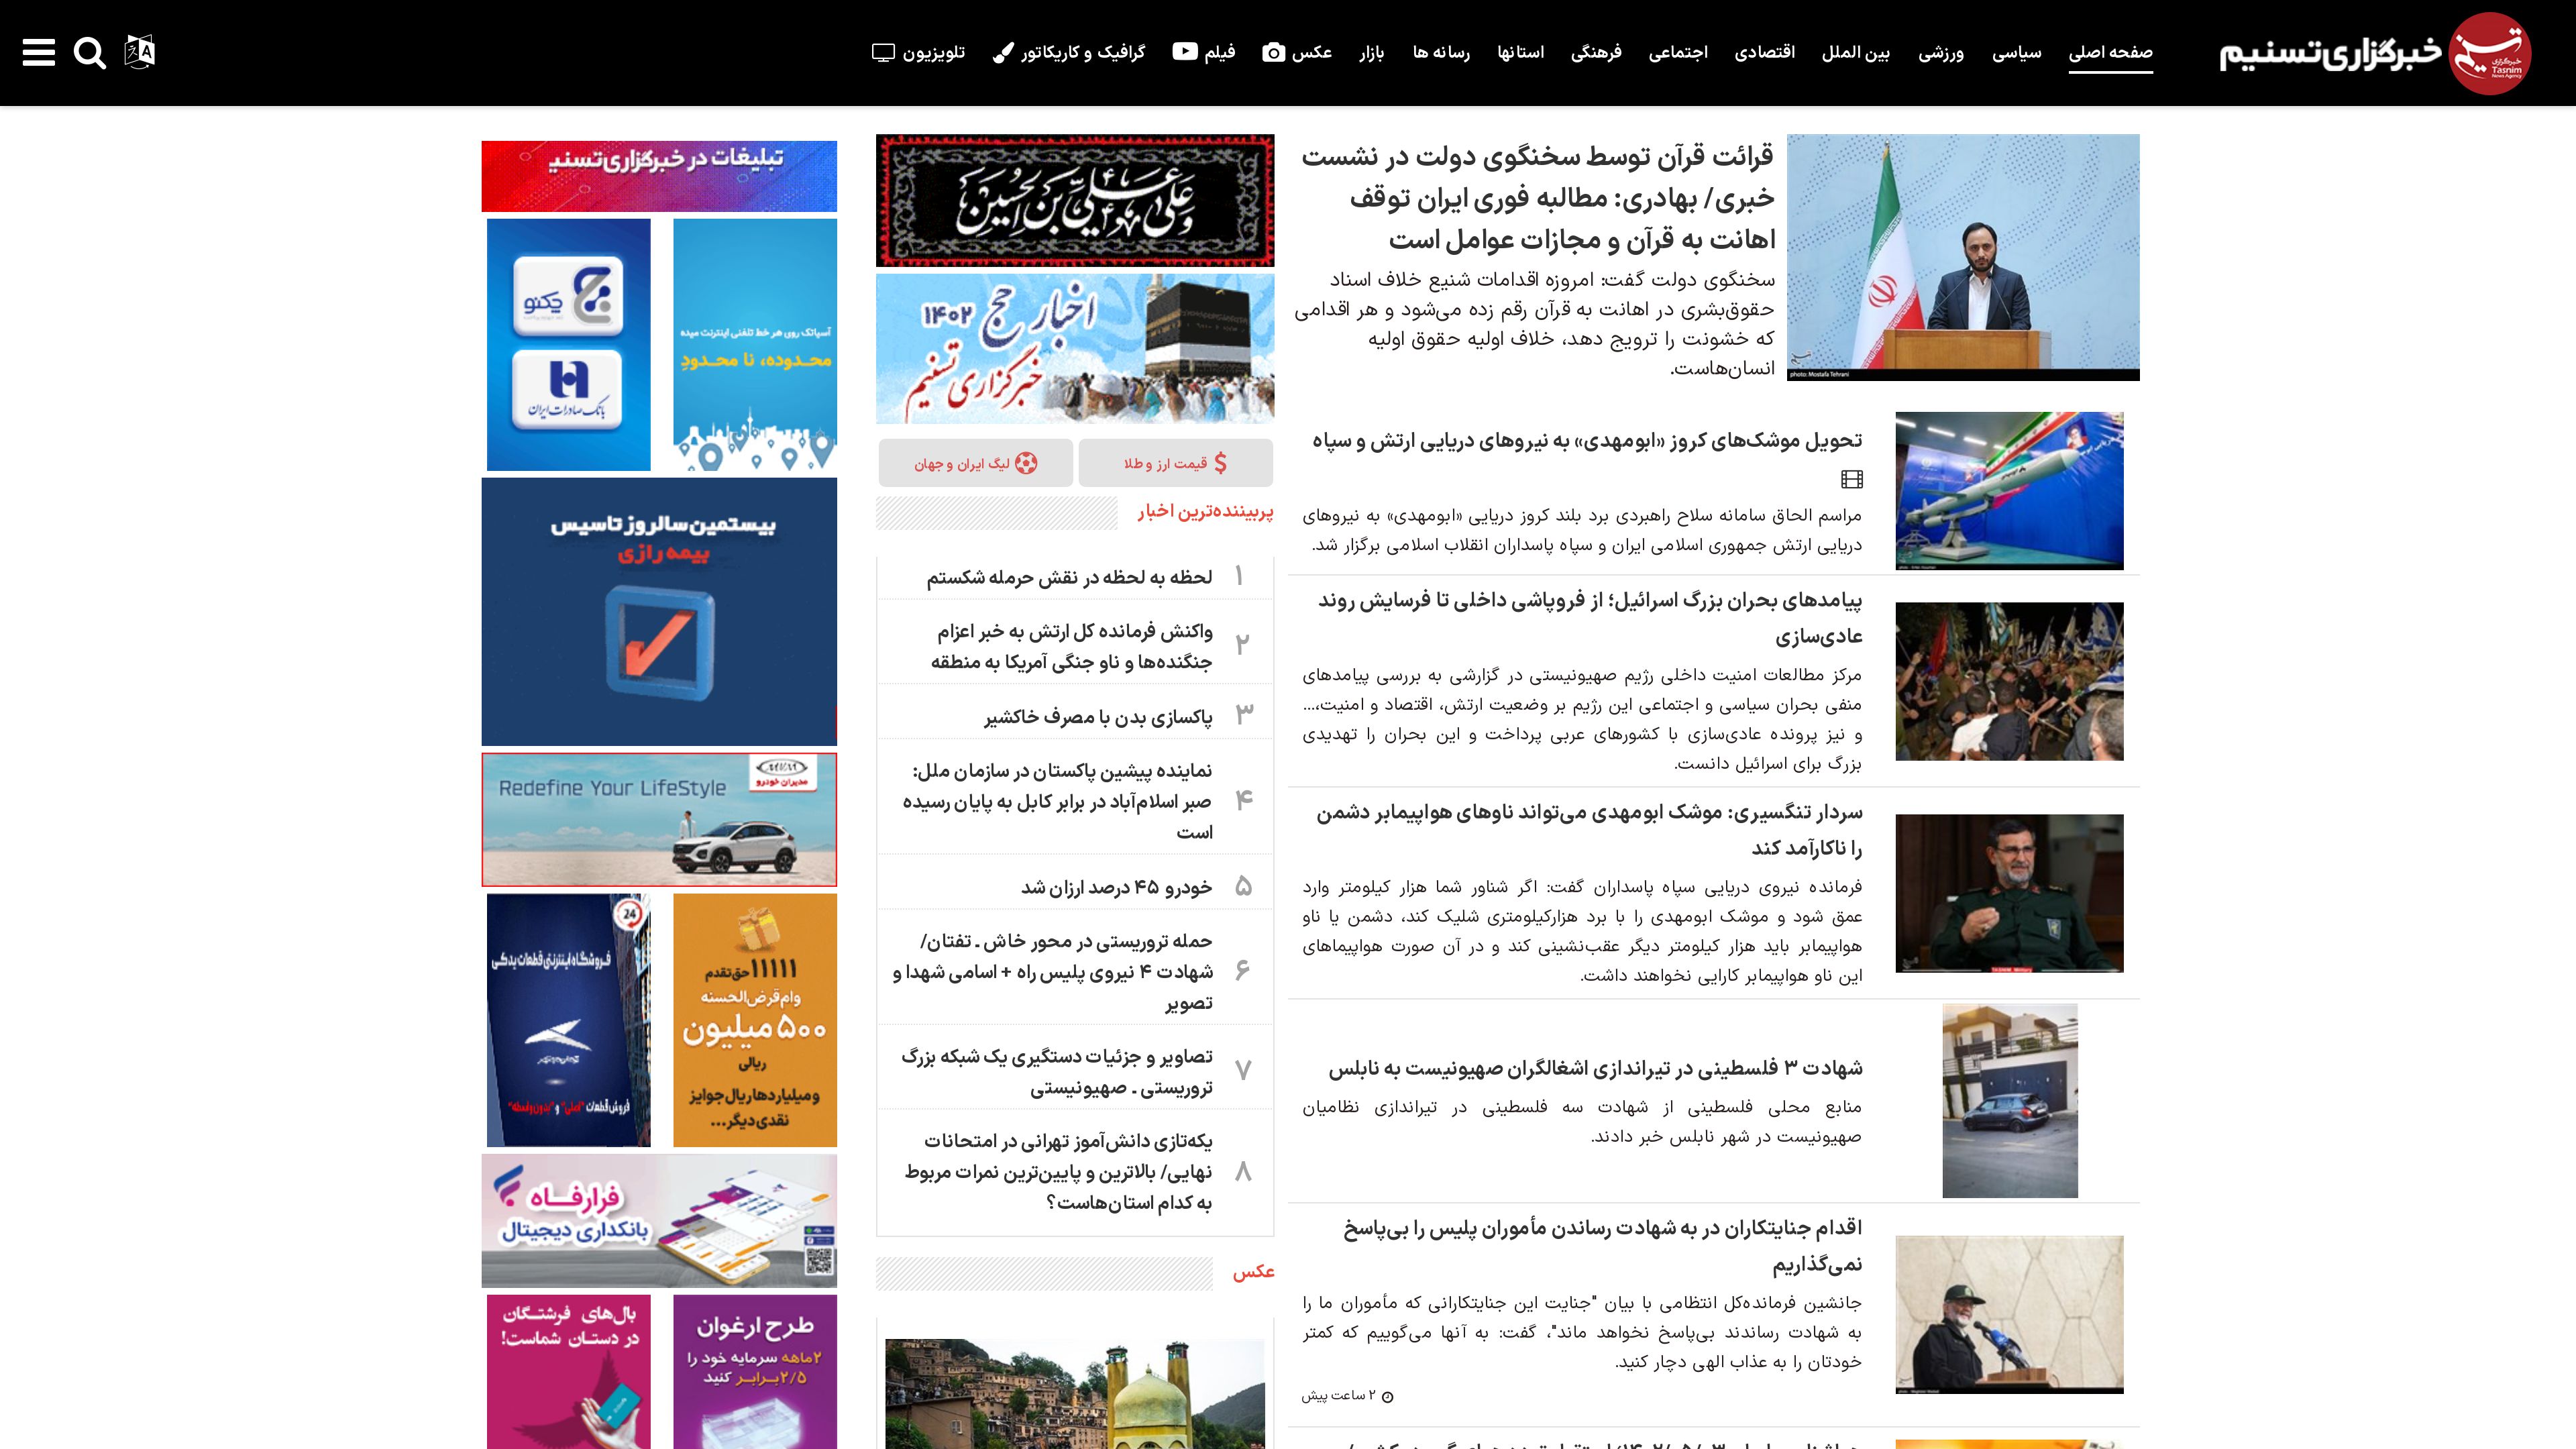 خبرگزاری تسنیم
خبرگزاری
Tasnim
News Agency
صفحه اصلی
سیاسی
ورزشی
بین الملل
اقتصادی
اجتماعی
فرهنگی
استانها
رسانه ها
بازار
عکس
فیلم
گرافیک و کاریکاتور
تلویزیون
قرائت قرآن توسط سخنگوی دولت در نشست
خبری/ بهادری: مطالبه فوری ایران توقف
اهانت به قرآن و مجازات عوامل است
سخنگوی دولت گفت: امروزه اقدامات شنیع خلاف اسناد
حقوق‌بشری در اهانت به قرآن رقم زده می‌شود و هر اقدامی
که خشونت را ترویج دهد، خلاف اولیه حقوق اولیه
انسان‌هاست.
photo: Mostafa Tehrani
تحویل موشک‌های کروز «ابومهدی» به نیروهای دریایی ارتش و سپاه
مراسم الحاق سامانه سلاح راهبردی برد بلند کروز دریایی «ابومهدی» به نیروهای
دریایی ارتش جمهوری اسلامی ایران و سپاه پاسداران انقلاب اسلامی برگزار شد.
پیامدهای بحران بزرگ اسرائیل؛ از فروپاشی داخلی تا فرسایش روند
عادی‌سازی
مرکز مطالعات امنیت داخلی رژیم صهیونیستی در گزارشی به بررسی پیامدهای
منفی بحران سیاسی و اجتماعی این رژیم بر وضعیت ارتش، اقتصاد و امنیت،...
و نیز پرونده عادی‌سازی با کشورهای عربی پرداخت و این بحران را تهدیدی
بزرگ برای اسرائیل دانست.
سردار تنگسیری: موشک ابومهدی می‌تواند ناوهای هواپیمابر دشمن
را ناکارآمد کند
فرمانده نیروی دریایی سپاه پاسداران گفت: اگر شناور شما هزار کیلومتر وارد
عمق شود و موشک ابومهدی را با برد هزارکیلومتری شلیک کند، دشمن یا ناو
هواپیمابر باید هزار کیلومتر دیگر عقب‌نشینی کند و در آن صورت هواپیماهای
این ناو هواپیمابر کارایی نخواهند داشت.
شهادت ۳ فلسطینی در تیراندازی اشغالگران صهیونیست به نابلس
منابع محلی فلسطینی از شهادت سه فلسطینی در تیراندازی نظامیان
صهیونیست در شهر نابلس خبر دادند.
اقدام جنایتکاران در به شهادت رساندن مأموران پلیس را بی‌پاسخ
نمی‌گذاریم
جانشین فرمانده‌کل انتظامی با بیان "جنایت این جنایتکارانی که مأموران ما را
به شهادت رساندند بی‌پاسخ نخواهد ماند"، گفت: به آنها می‌گوییم که کمتر
خودتان را به عذاب الهی دچار کنید.
۲ ساعت پیش
وعلی علی بن الحسین
اخبار حج ۱۴۰۲
خبرگزاری تسنیم
قیمت ارز و طلا
لیگ ایران و جهان
پربیننده‌ترین اخبار
۱
لحظه به لحظه در نقش حرمله شکستم
۲
واکنش فرمانده کل ارتش به خبر اعزام
جنگنده‌ها و ناو جنگی آمریکا به منطقه
۳
پاکسازی بدن با مصرف خاکشیر
۴
نماینده پیشین پاکستان در سازمان ملل:
صبر اسلام‌آباد در برابر کابل به پایان رسیده
است
۵
خودرو ۴۵ درصد ارزان شد
۶
حمله تروریستی در محور خاش ـ تفتان/
شهادت ۴ نیروی پلیس راه + اسامی شهدا و
تصویر
۷
تصاویر و جزئیات دستگیری یک شبکه بزرگ
تروریستی ـ صهیونیستی
۸
یکه‌تازی دانش‌آموز تهرانی در امتحانات
نهایی/ بالاترین و پایین‌ترین نمرات مربوط
به کدام استان‌هاست؟
عکس
تبلیغات در خبرگزاری تسنیـ
آسیاتک روی هر خط تلفنی اینترنت میده
محدوده، نا محدود
چکنو
بانک صادرات ایران
بیستمین سالروز تاسیس
بیمه رازی
Redefine Your LifeStyle
MVM
مدیران خودرو
۱۱۱۱۱ حق تقدم
وام قرض‌الحسنه
۵۰۰ میلیون
ریالی
و میلیاردها ریال جوایز
نقدی دیگر...
24
فروشگاه اینترنتی قطعات یدکی
فروش قطعات "اصلی" و "بدون واسطه"
فرارفاه
بانکداری دیجیتال
طرح ارغوان
۲ ماهه سرمایه خود را
۲/۵ برابر کنید
بال‌های فرشتگان
در دستان شماست!